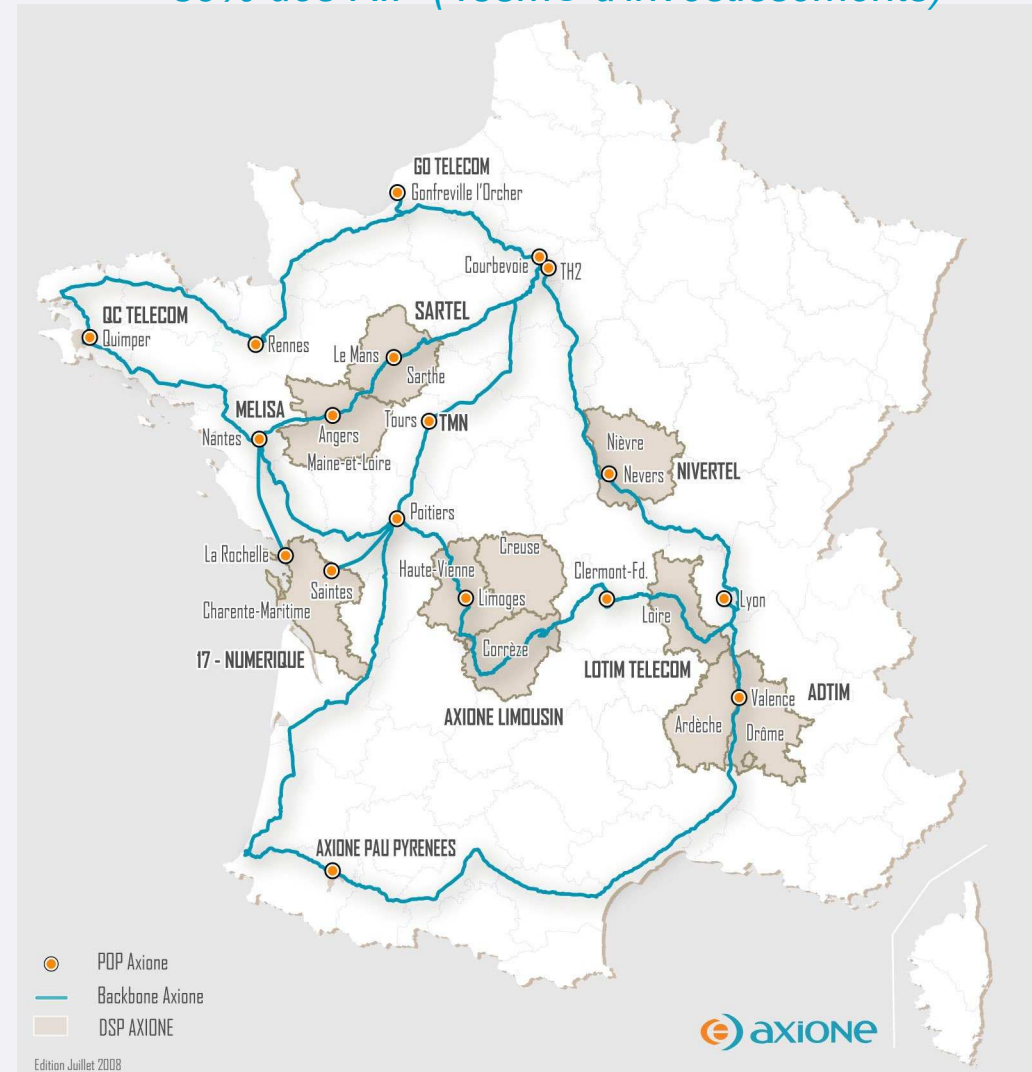 GO TELECOM
Gonfreville l'Orcher
Courbevoie
TH2
QC TELECOM
Quimper
Rennes
SARTEL
Le Mans
Sarthe
MELISA
Nantes
Angers
Maine-et-Loire
Tours
TMN
Nièvre
Nevers
NIVERTEL
Poitiers
La Rochelle
Saintes
Charente-Maritime
17 - NUMERIQUE
Haute-Vienne
Creuse
Limoges
Corrèze
AXIONE LIMOUSIN
Clermont-Fd.
Loire
Lyon
LOTIM TELECOM
Valence
ADTIM
Ardèche
Drôme
AXIONE PAU PYRENEES
POP Axione
Backbone Axione
DSP AXIONE
axione
Edition Juillet 2008